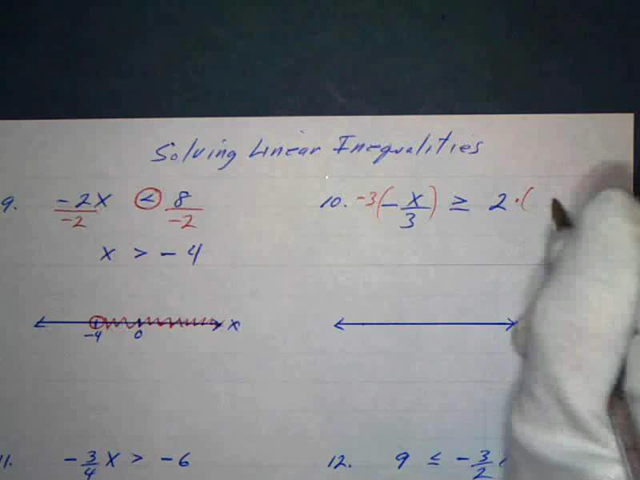 Solving Linear Inequalities
9. -2x < 8
-2 -2
x > -4
-4 0 x
10. -3(-x/3) ≥ 2·(
11. -3/4 x > -6
12. 9 ≤ -3/2